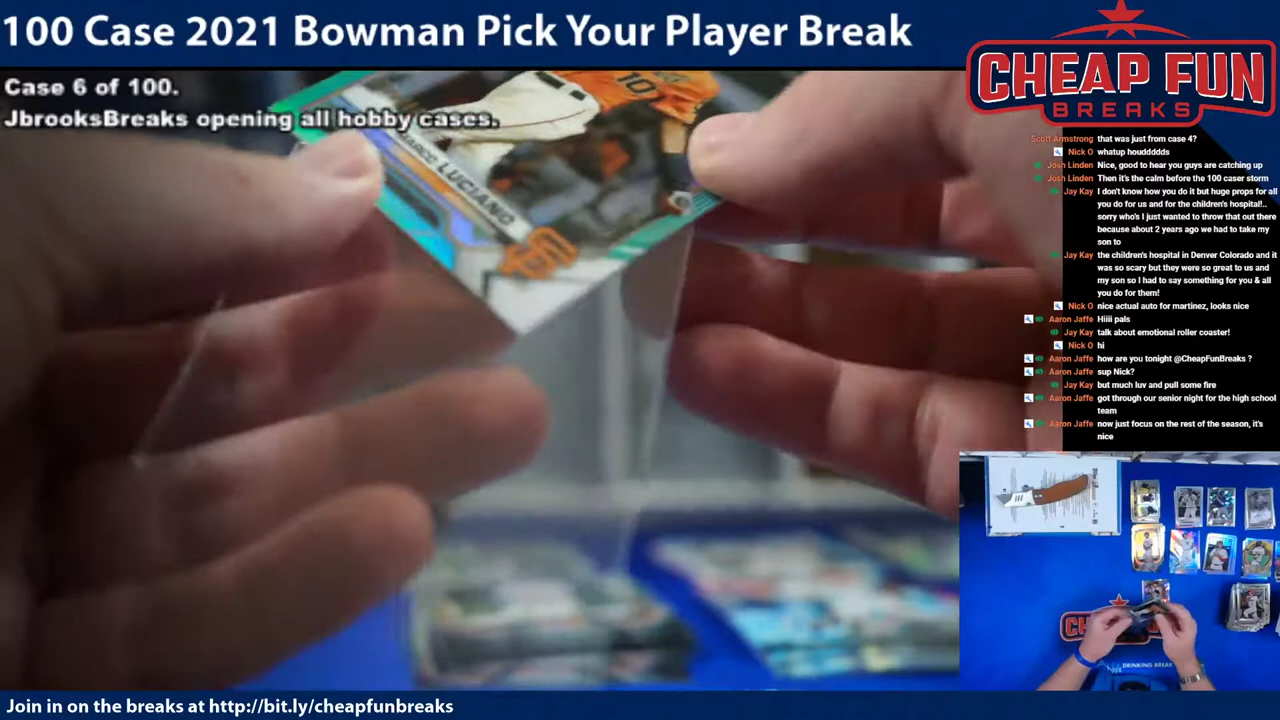 100 Case 2021 Bowman Pick Your Player Break
Case 6 of 100.
JbrooksBreaks opening all hobby cases.
CHEAP FUN
BREAKS
10
LUCIANO
SF
Scott Armstrong that was just from case 4?
Nick O whatup houddddds
Josh Linden Nice, good to hear you guys are catching up
Josh Linden Then it's the calm before the 100 caser storm
Jay Kay I don't know how you do it but huge props for all
you do for us and for the children's hospital!..
sorry who's I just wanted to throw that out there
because about 2 years ago we had to take my
son to
Jay Kay the children's hospital in Denver Colorado and it
was so scary but they were so great to us and
my son so I had to say something for you & all
you do for them!
Nick O nice actual auto for martinez, looks nice
Aaron Jaffe Hiiii pals
Jay Kay talk about emotional roller coaster!
Nick O hi
Aaron Jaffe how are you tonight @CheapFunBreaks ?
Aaron Jaffe sup Nick?
Jay Kay but much luv and pull some fire
Aaron Jaffe got through our senior night for the high school
team
Aaron Jaffe now just focus on the rest of the season, it's
nice
DRINKING BREAK
Join in on the breaks at http://bit.ly/cheapfunbreaks